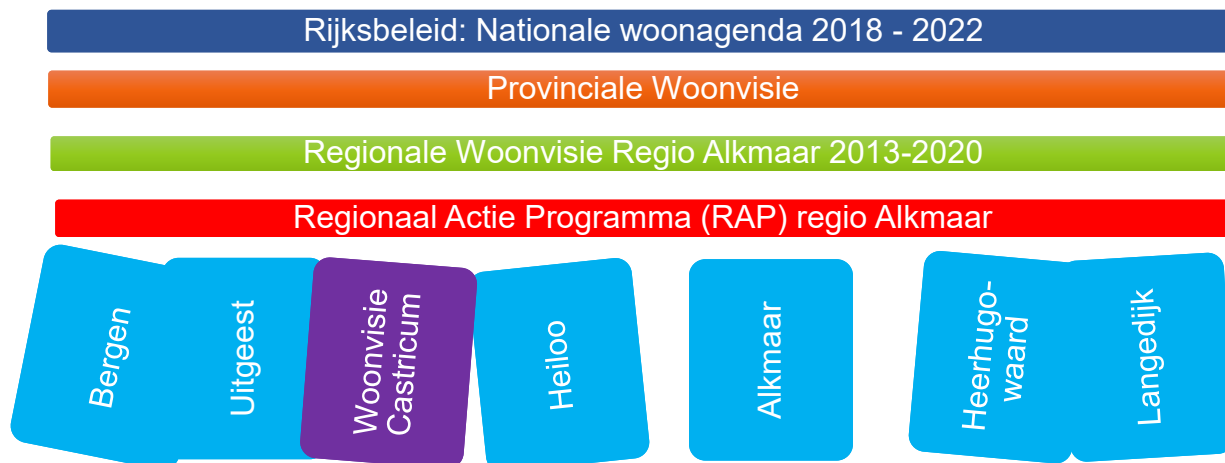 Rijksbeleid: Nationale woonagenda 2018 - 2022
Provinciale Woonvisie
Regionale Woonvisie Regio Alkmaar 2013-2020
Regionaal Actie Programma (RAP) regio Alkmaar
Bergen
Uitgeest
Woonvisie
Castricum
Heiloo
Alkmaar
Heerhugo-
waard
Langedijk